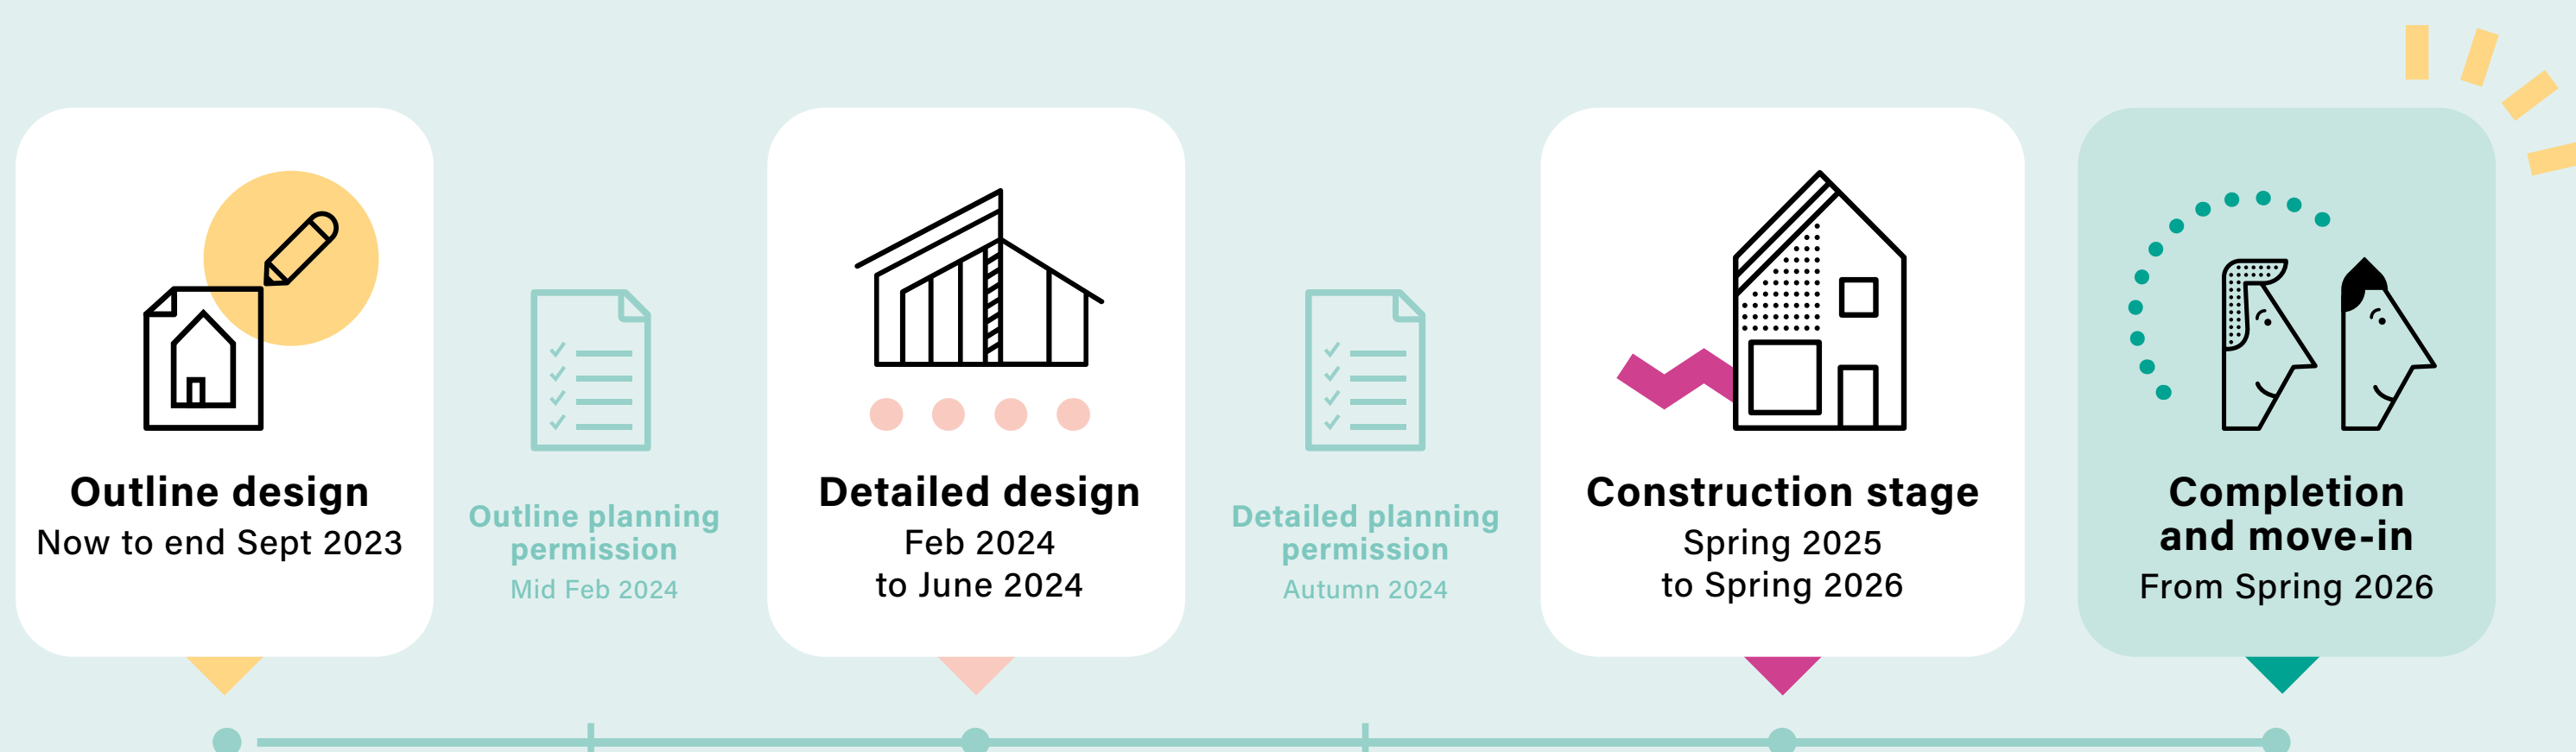 Outline design
Now to end Sept 2023
Outline planning
permission
Mid Feb 2024
Detailed design
Feb 2024
to June 2024
Detailed planning
permission
Autumn 2024
Construction stage
Spring 2025
to Spring 2026
Completion
and move-in
From Spring 2026